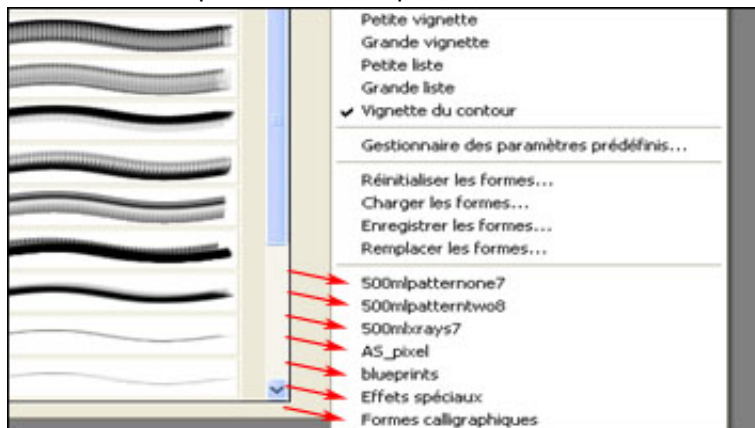 Petite vignette
Grande vignette
Petite liste
Grande liste
Vignette du contour
Gestionnaire des paramètres prédéfinis...
Réinitialiser les formes...
Charger les formes...
Enregistrer les formes...
Remplacer les formes...
500mlpatternone7
500mlpatterntwo8
500mlxrays7
AS_pixel
blueprints
Effets spéciaux
Formes calligraphiques